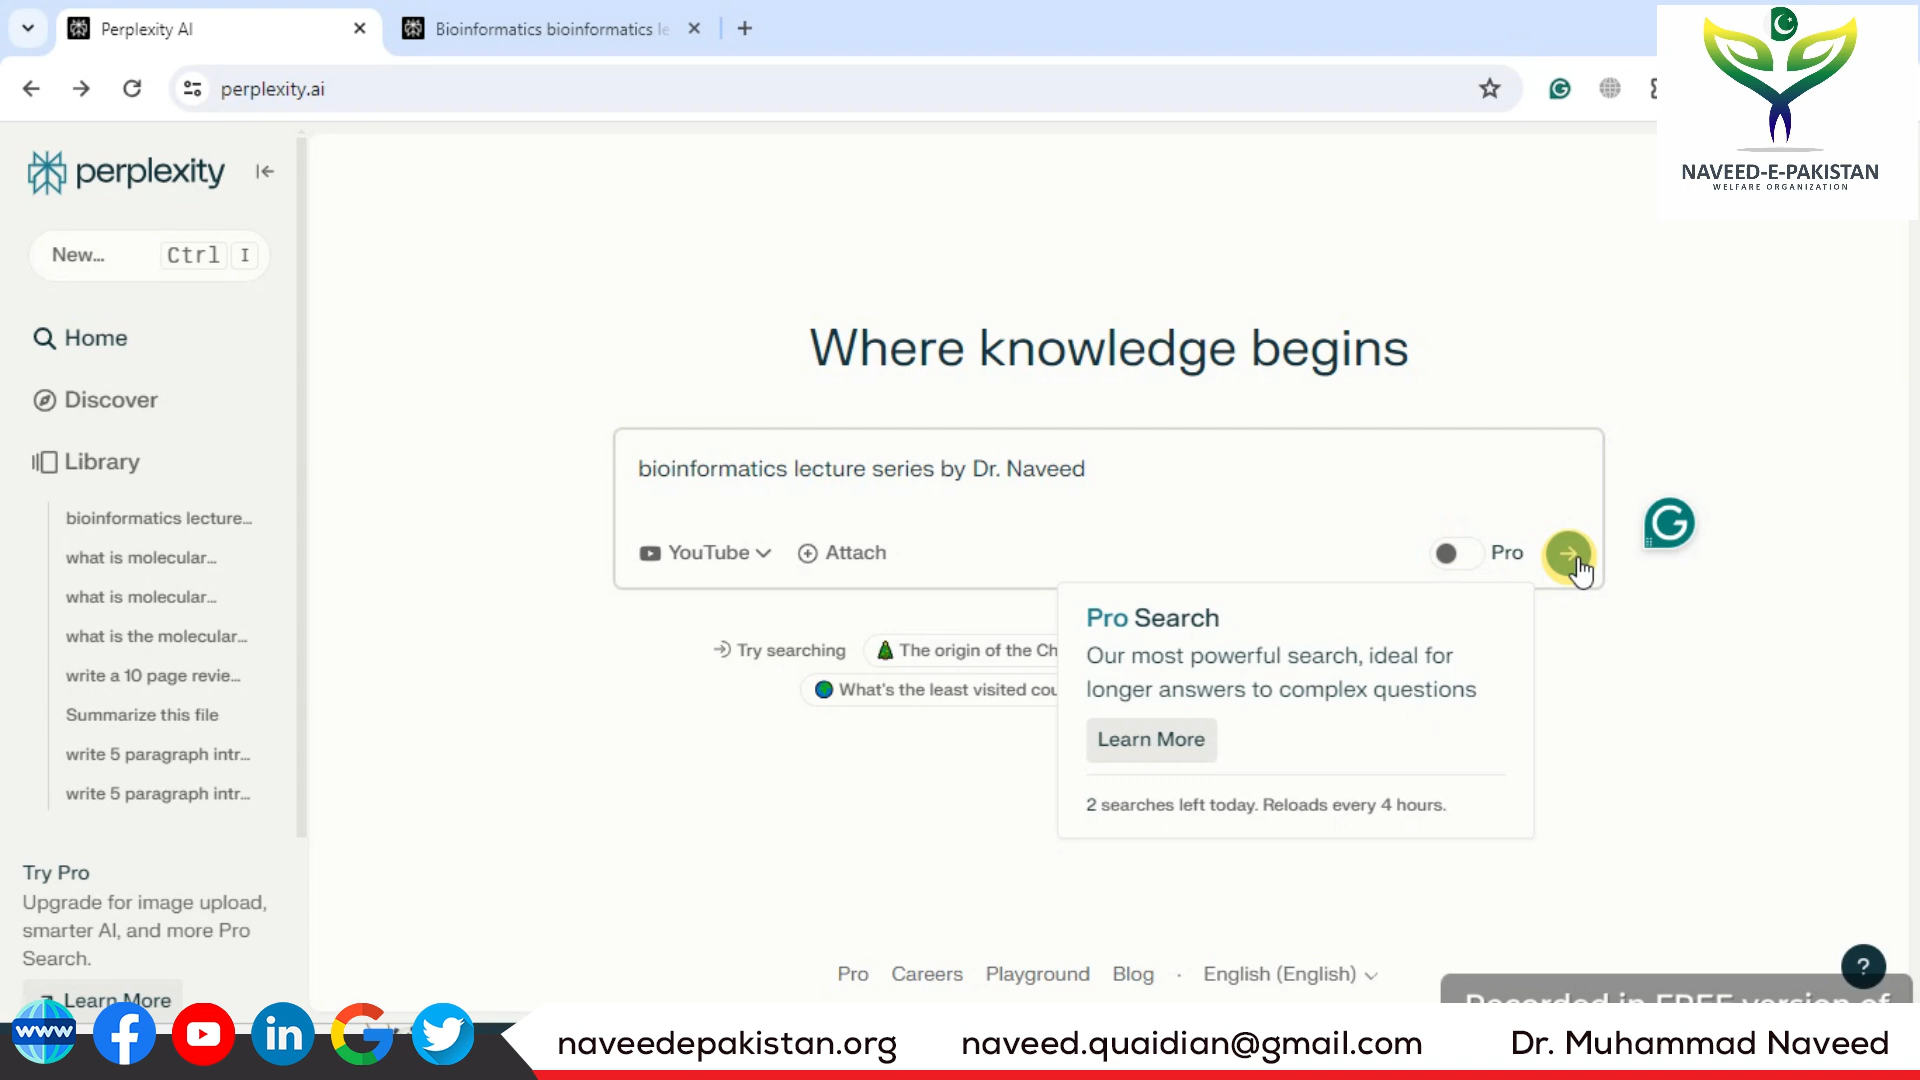 Perplexity AI
Bioinformatics bioinformatics le
perplexity.ai
NAVEED-E-PAKISTAN
WELFARE ORGANIZATION
perplexity
New... Ctrl I
Home
Discover
Library
bioinformatics lecture...
what is molecular...
what is molecular...
what is the molecular...
write a 10 page revie...
Summarize this file
write 5 paragraph intr...
write 5 paragraph intr...
Try Pro
Upgrade for image upload,
smarter AI, and more Pro
Search.
Learn More
Where knowledge begins
bioinformatics lecture series by Dr. Naveed
YouTube Attach Pro
Try searching The origin of the Ch
What's the least visited cou
Pro Search
Our most powerful search, ideal for
longer answers to complex questions
Learn More
2 searches left today. Reloads every 4 hours.
Pro Careers Playground Blog · English (English)
?
Recorded in FREE version of
www
naveedepakistan.org naveed.quaidian@gmail.com Dr. Muhammad Naveed